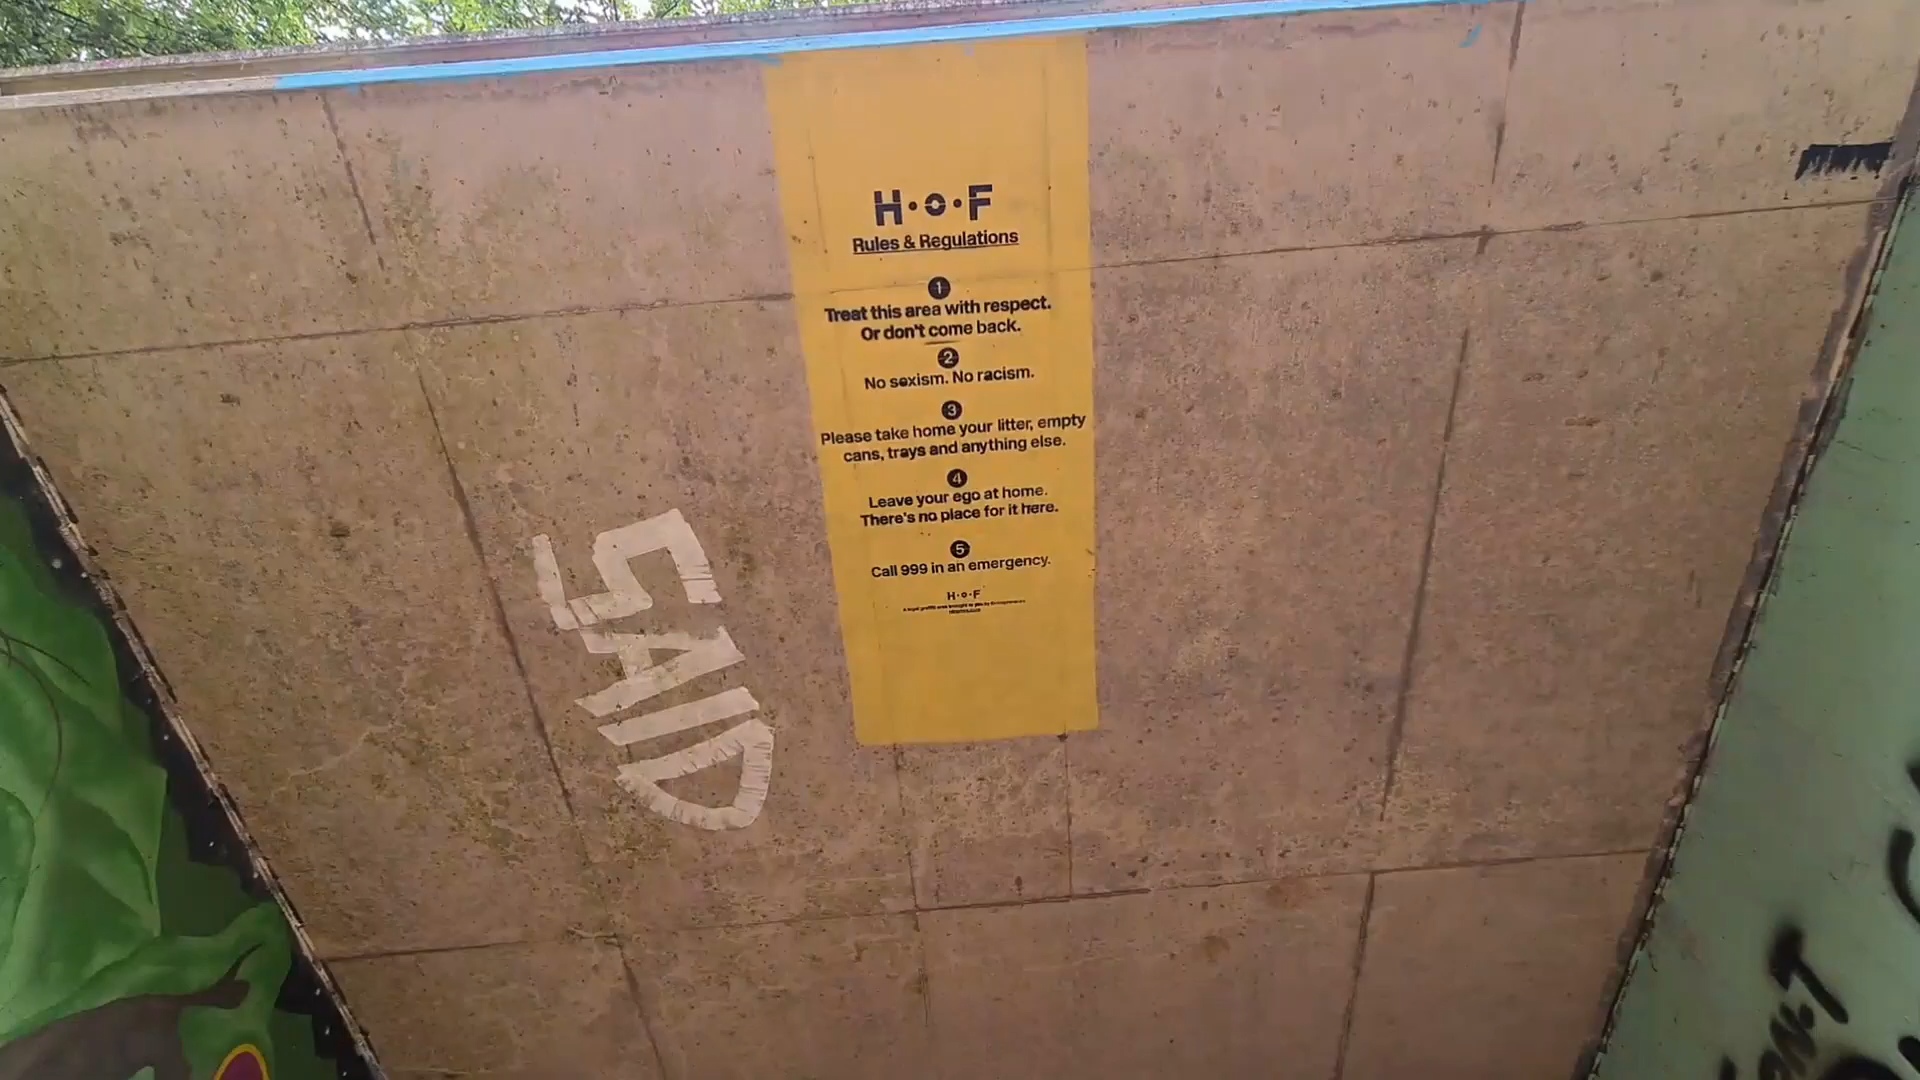 H·O·F
Rules & Regulations
1
Treat this area with respect.
Or don't come back.
2
No sexism. No racism.
3
Please take home your litter, empty
cans, trays and anything else.
4
Leave your ego at home.
There's no place for it here.
5
Call 999 in an emergency.
H·O·F
SAID